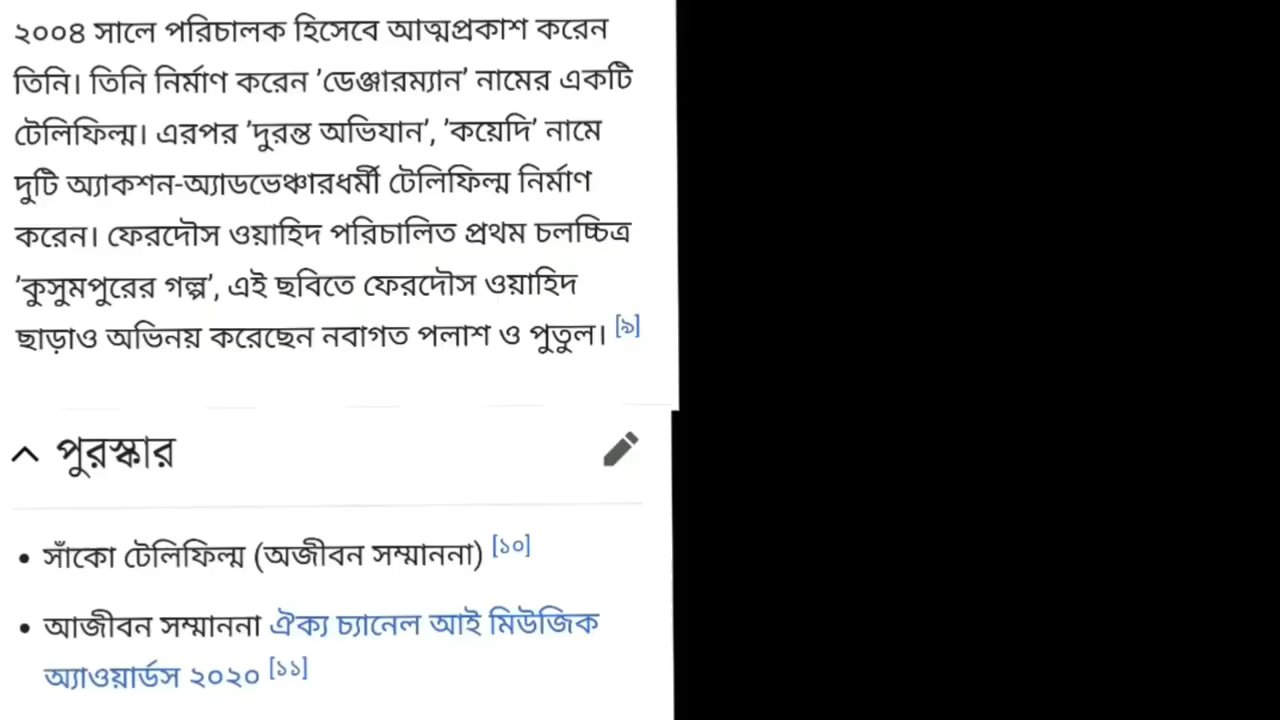 ২০০৪ সালে পরিচালক হিসেবে আত্মপ্রকাশ করেন
তিনি। তিনি নির্মাণ করেন 'ডেঞ্জারম্যান' নামের একটি
টেলিফিল্ম। এরপর 'দুরন্ত অভিযান', 'কয়েদি' নামে
দুটি অ্যাকশন-অ্যাডভেঞ্চারধর্মী টেলিফিল্ম নির্মাণ
করেন। ফেরদৌস ওয়াহিদ পরিচালিত প্রথম চলচ্চিত্র
'কুসুমপুরের গল্প', এই ছবিতে ফেরদৌস ওয়াহিদ
ছাড়াও অভিনয় করেছেন নবাগত পলাশ ও পুতুল। [৯]
পুরস্কার
• সাঁকো টেলিফিল্ম (অজীবন সম্মাননা) [১০]
• আজীবন সম্মাননা ঐক্য চ্যানেল আই মিউজিক
অ্যাওয়ার্ডস ২০২০ [১১]